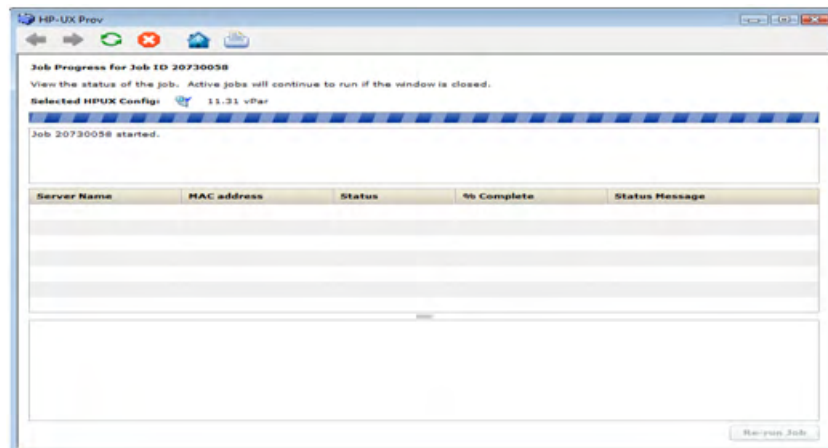 HP-UX Prov
Job Progress for Job ID 20730058
View the status of the job. Active jobs will continue to run if the window is closed.
Selected HPUX Config: 11.31 vPar
Job 20730058 started.
Server Name MAC address Status % Complete Status Message
Re-run Job